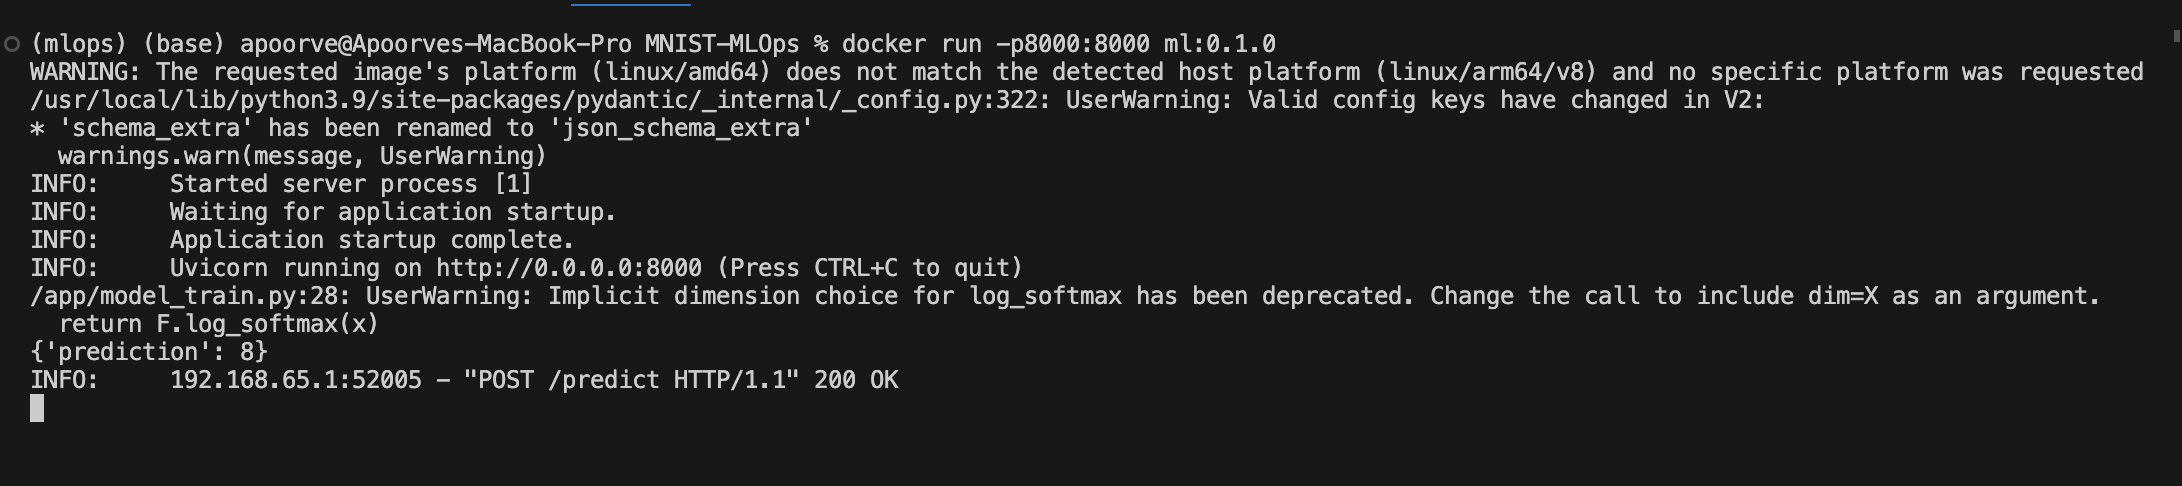 (mlops) (base) apoorve@Apoorves-MacBook-Pro MNIST-MLOps % docker run -p8000:8000 ml:0.1.0
WARNING: The requested image's platform (linux/amd64) does not match the detected host platform (linux/arm64/v8) and no specific platform was requested
/usr/local/lib/python3.9/site-packages/pydantic/_internal/_config.py:322: UserWarning: Valid config keys have changed in V2:
* 'schema_extra' has been renamed to 'json_schema_extra'
  warnings.warn(message, UserWarning)
INFO:     Started server process [1]
INFO:     Waiting for application startup.
INFO:     Application startup complete.
INFO:     Uvicorn running on http://0.0.0.0:8000 (Press CTRL+C to quit)
/app/model_train.py:28: UserWarning: Implicit dimension choice for log_softmax has been deprecated. Change the call to include dim=X as an argument.
  return F.log_softmax(x)
{'prediction': 8}
INFO:     192.168.65.1:52005 - "POST /predict HTTP/1.1" 200 OK